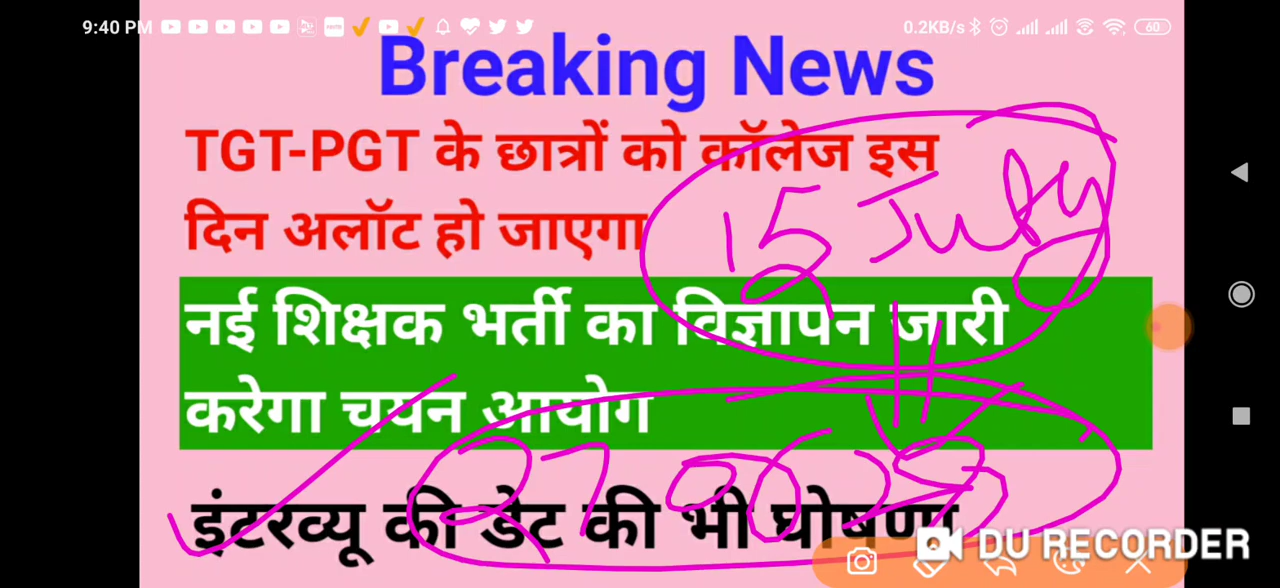 9:40 PM 0.2KB/s 60
Breaking News
TGT-PGT के छात्रों को कॉलेज इस
दिन अलॉट हो जाएगा
15 July
नई शिक्षक भर्ती का विज्ञापन जारी
करेगा चयन आयोग
इंटरव्यू की डेट की भी घोषणा
DU RECORDER